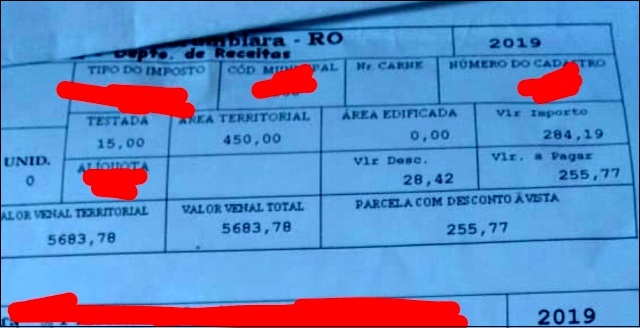 - RO
Depto. de Receitas
2019
TIPO DO IMPOSTO CÓD. MUNICIPAL Nr. CARNE NÚMERO DO CADASTRO
TESTADA ÁREA TERRITORIAL ÁREA EDIFICADA Vlr Imposto
15,00 450,00 0,00 284,19
UNID. ALÍQUOTA Vlr Desc. Vlr. a Pagar
0 28,42 255,77
VALOR VENAL TERRITORIAL VALOR VENAL TOTAL PARCELA COM DESCONTO À VISTA
5683,78 5683,78 255,77
2019